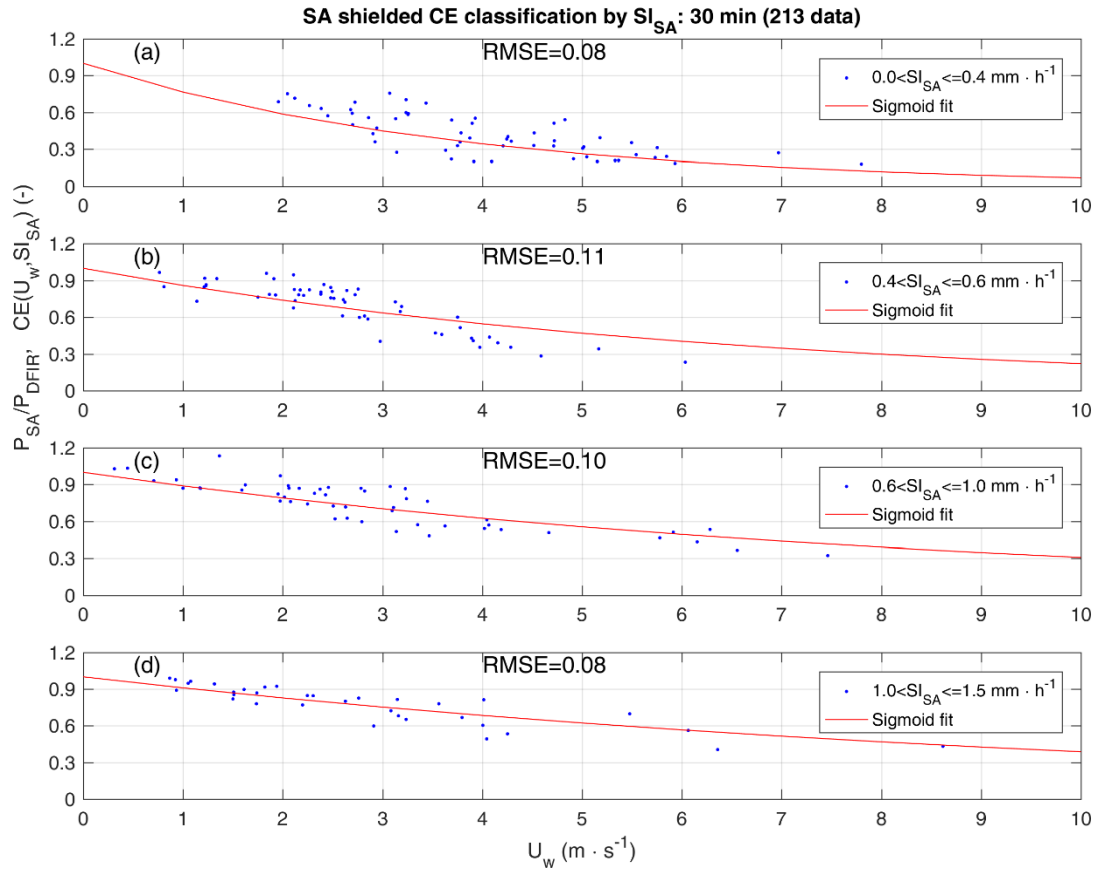 SA shielded CE classification by SI_SA: 30 min (213 data)
P_SA/P_DFIR, CE(U_w,SI_SA) (-)
(a) RMSE=0.08
0.0<SI_SA<=0.4 mm · h^-1
Sigmoid fit
1.2
0.9
0.6
0.3
0
0 1 2 3 4 5 6 7 8 9 10
(b) RMSE=0.11
0.4<SI_SA<=0.6 mm · h^-1
Sigmoid fit
1.2
0.9
0.6
0.3
0
0 1 2 3 4 5 6 7 8 9 10
(c) RMSE=0.10
0.6<SI_SA<=1.0 mm · h^-1
Sigmoid fit
1.2
0.9
0.6
0.3
0
0 1 2 3 4 5 6 7 8 9 10
(d) RMSE=0.08
1.0<SI_SA<=1.5 mm · h^-1
Sigmoid fit
1.2
0.9
0.6
0.3
0
0 1 2 3 4 5 6 7 8 9 10
U_w (m · s^-1)